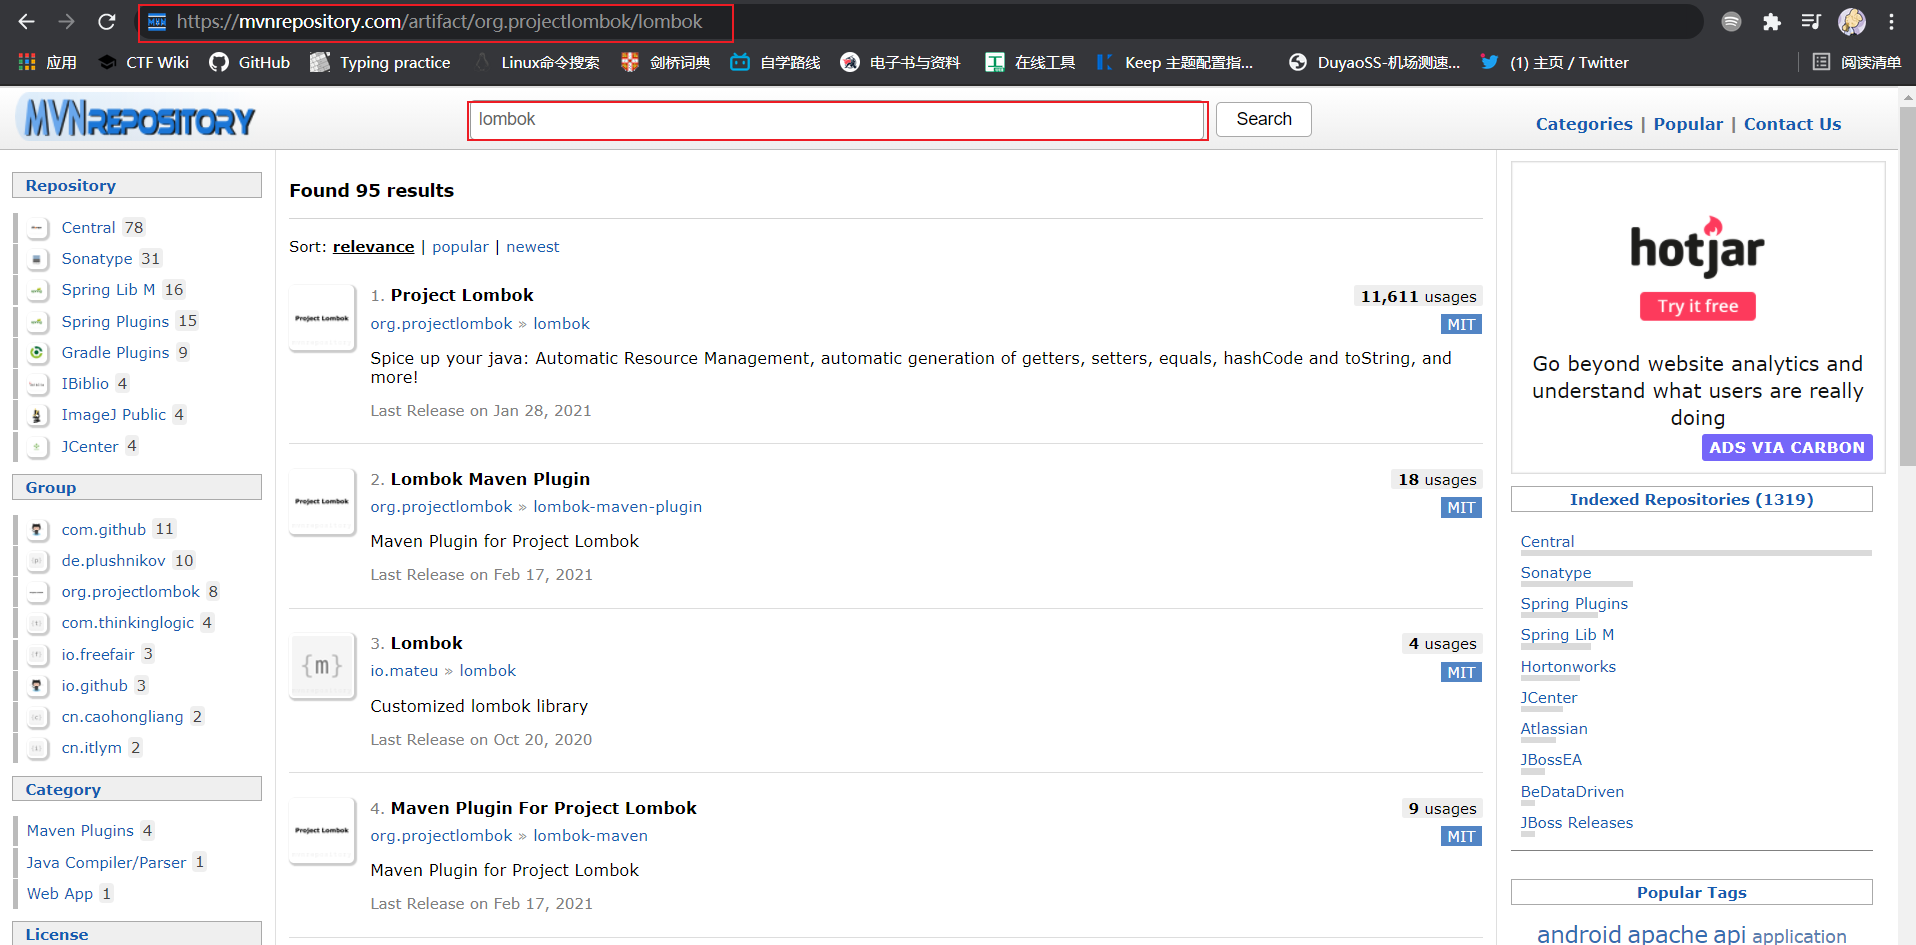 https://mvnrepository.com/artifact/org.projectlombok/lombok
应用 CTF Wiki GitHub Typing practice Linux命令搜索 剑桥词典 自学路线 电子书与资料 在线工具 Keep 主题配置指... DuyaoSS-机场测速... (1) 主页 / Twitter 阅读清单
MVNREPOSITORY
lombok
Search
Categories | Popular | Contact Us
Repository
Central 78
Sonatype 31
Spring Lib M 16
Spring Plugins 15
Gradle Plugins 9
IBiblio 4
ImageJ Public 4
JCenter 4
Group
com.github 11
de.plushnikov 10
org.projectlombok 8
com.thinkinglogic 4
io.freefair 3
io.github 3
cn.caohongliang 2
cn.itlym 2
Category
Maven Plugins 4
Java Compiler/Parser 1
Web App 1
License
Found 95 results
Sort: relevance | popular | newest
Project Lombok
1. Project Lombok
11,611 usages
org.projectlombok » lombok
MIT
Spice up your java: Automatic Resource Management, automatic generation of getters, setters, equals, hashCode and toString, and
more!
Last Release on Jan 28, 2021
Project Lombok
2. Lombok Maven Plugin
18 usages
org.projectlombok » lombok-maven-plugin
MIT
Maven Plugin for Project Lombok
Last Release on Feb 17, 2021
{m}
3. Lombok
4 usages
io.mateu » lombok
MIT
Customized lombok library
Last Release on Oct 20, 2020
Project Lombok
4. Maven Plugin For Project Lombok
9 usages
org.projectlombok » lombok-maven
MIT
Maven Plugin for Project Lombok
Last Release on Feb 17, 2021
hotjar
Try it free
Go beyond website analytics and
understand what users are really
doing
ADS VIA CARBON
Indexed Repositories (1319)
Central
Sonatype
Spring Plugins
Spring Lib M
Hortonworks
JCenter
Atlassian
JBossEA
BeDataDriven
JBoss Releases
Popular Tags
android apache api application